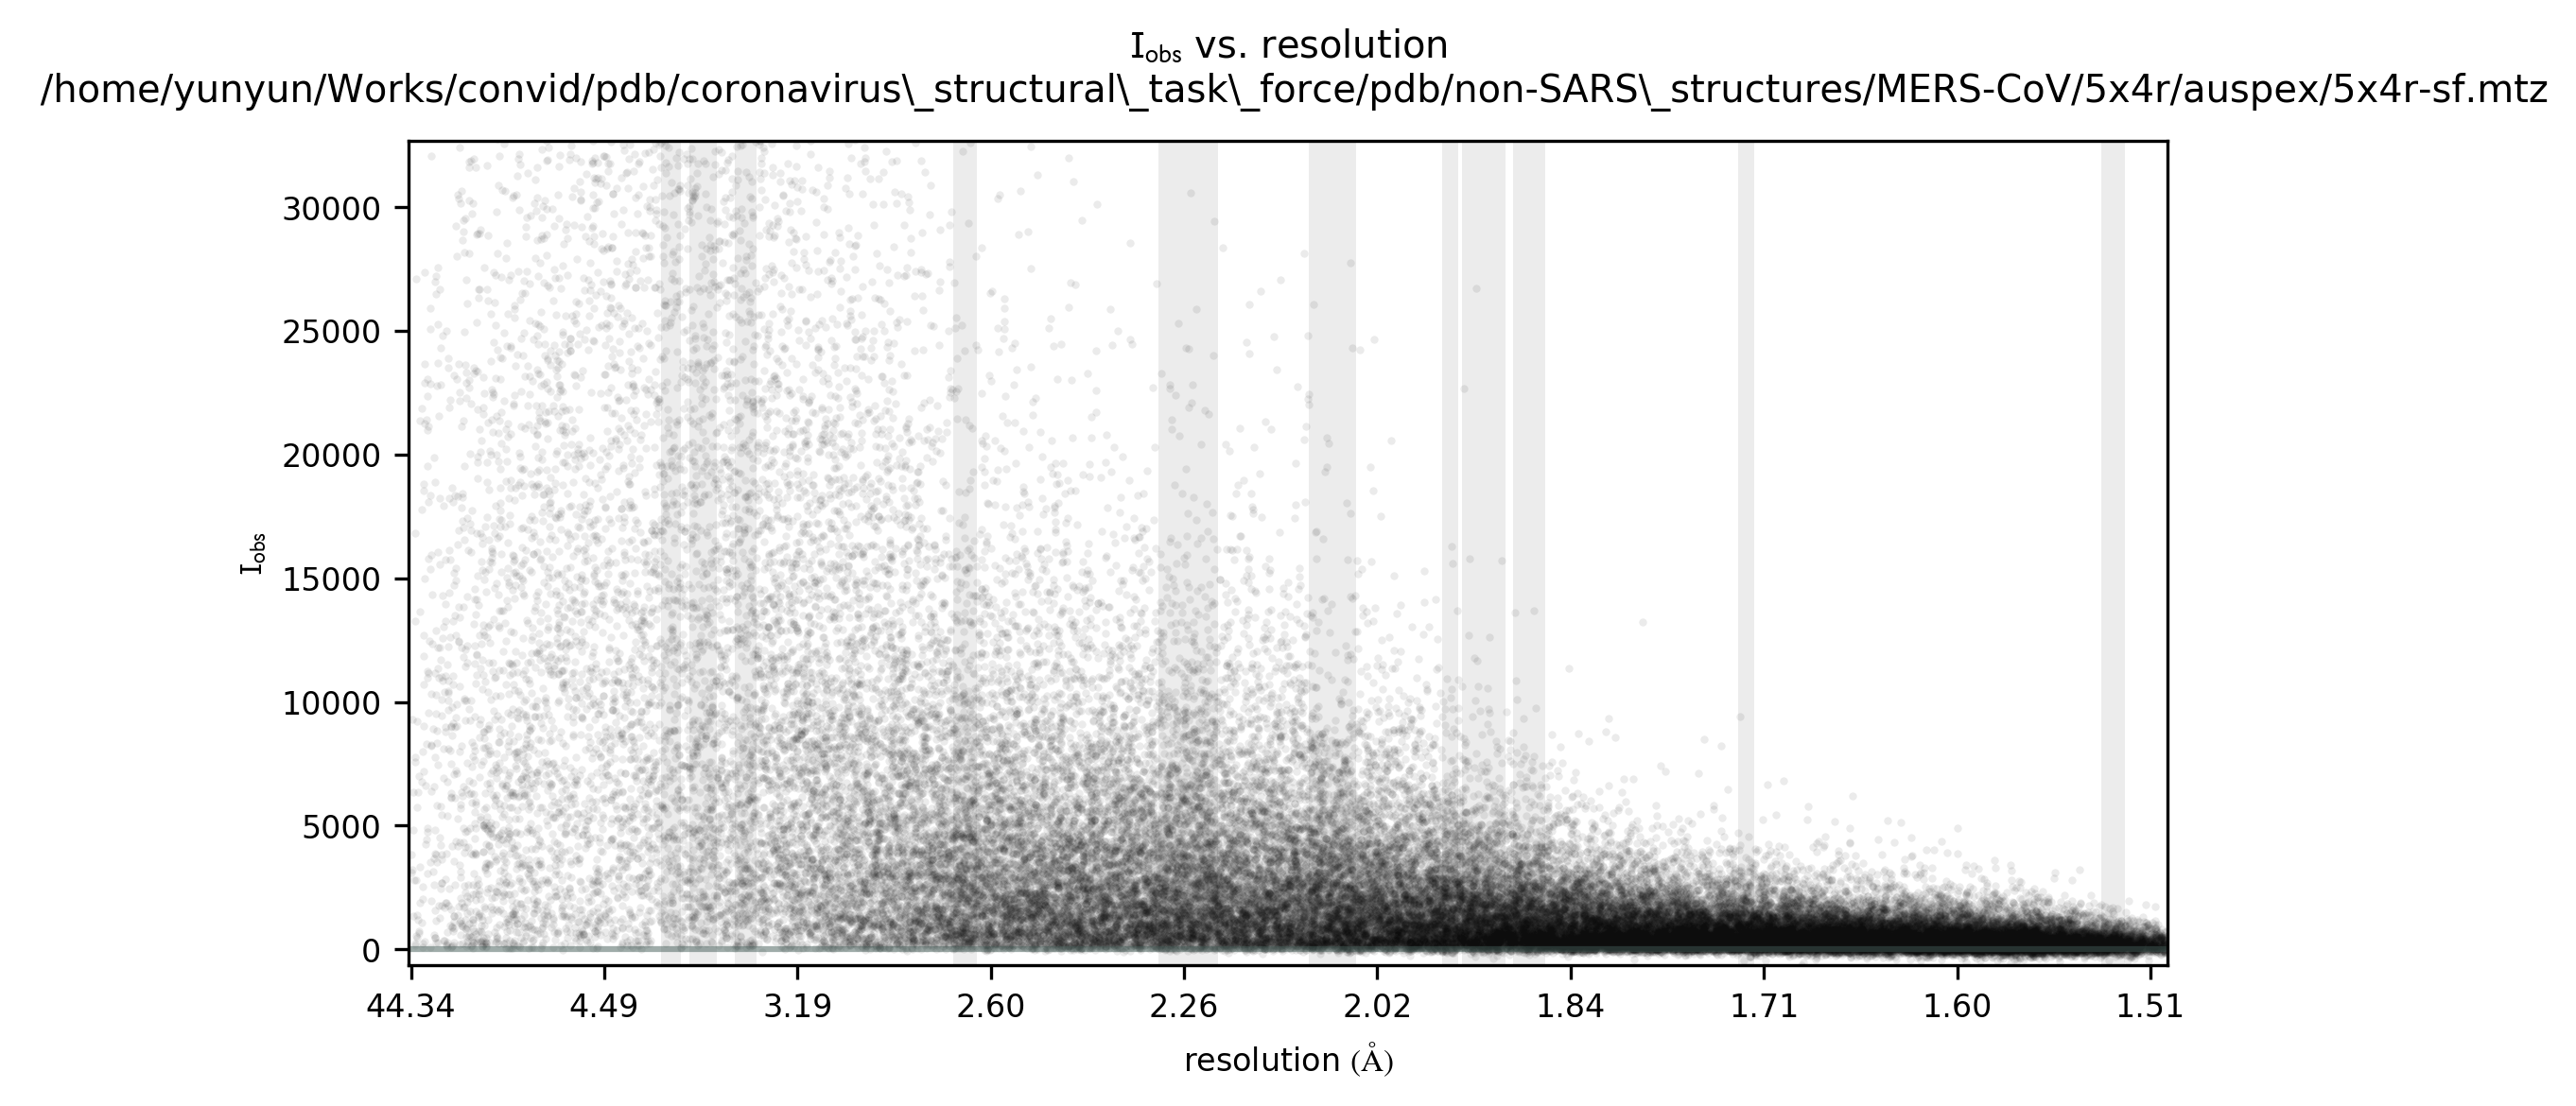 Iobs vs. resolution
/home/yunyun/Works/convid/pdb/coronavirus\_structural\_task\_force/pdb/non-SARS\_structures/MERS-CoV/5x4r/auspex/5x4r-sf.mtz
30000
25000
20000
15000
10000
5000
0
Iobs
44.34 4.49 3.19 2.60 2.26 2.02 1.84 1.71 1.60 1.51
resolution (Å)